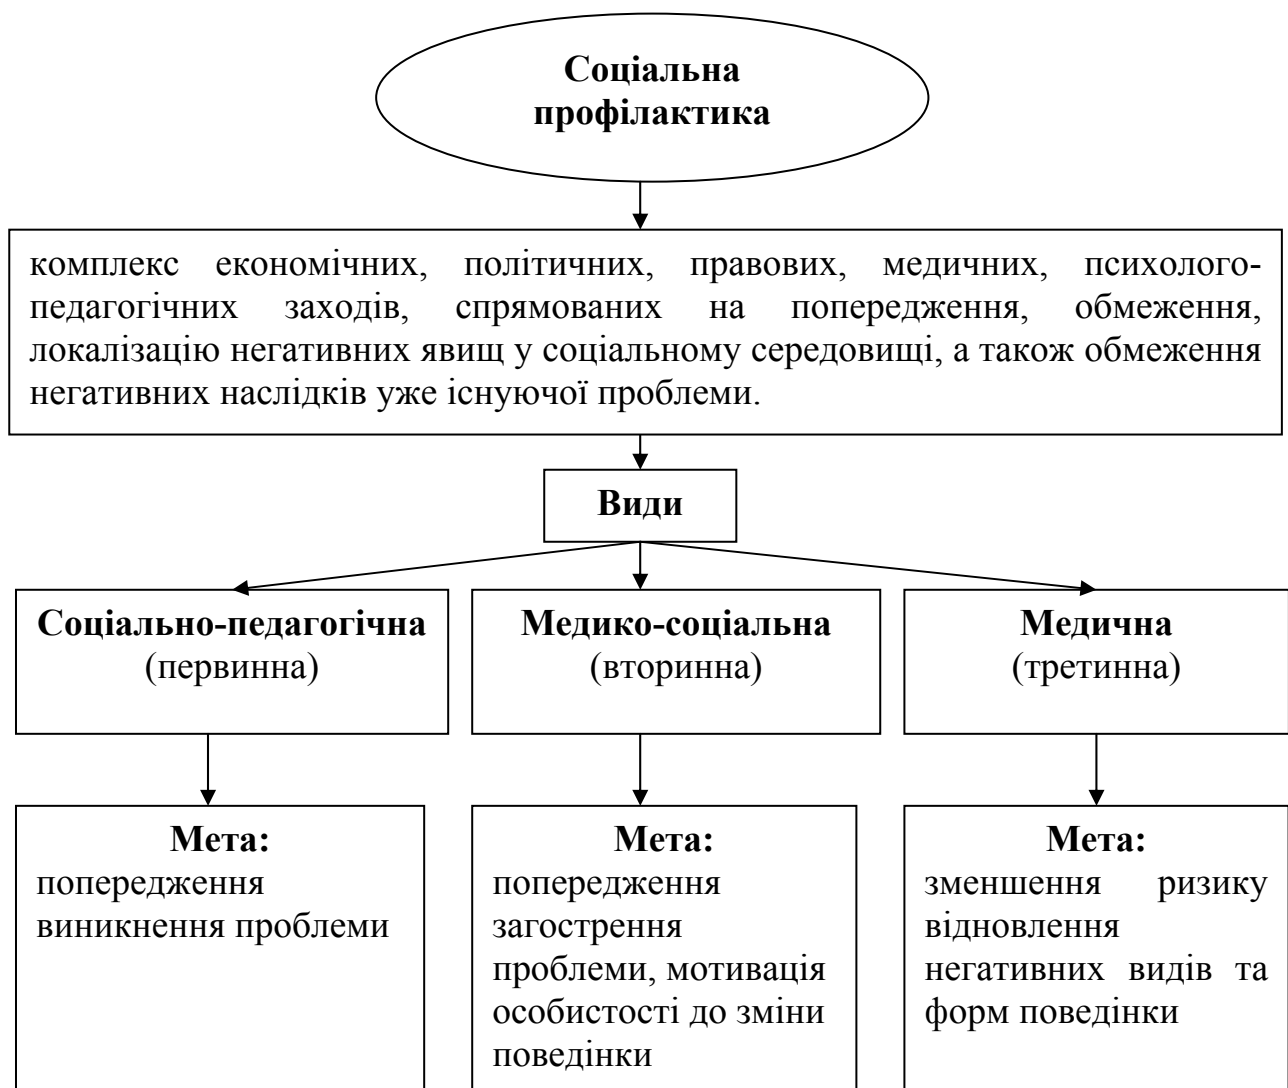 Соціальна
профілактика
комплекс економічних, політичних, правових, медичних, психолого-
педагогічних заходів, спрямованих на попередження, обмеження,
локалізацію негативних явищ у соціальному середовищі, а також обмеження
негативних наслідків уже існуючої проблеми.
Види
Соціально-педагогічна
(первинна)
Медико-соціальна
(вторинна)
Медична
(третинна)
Мета:
попередження
виникнення проблеми
Мета:
попередження
загострення
проблеми, мотивація
особистості до зміни
поведінки
Мета:
зменшення ризику
відновлення
негативних видів та
форм поведінки